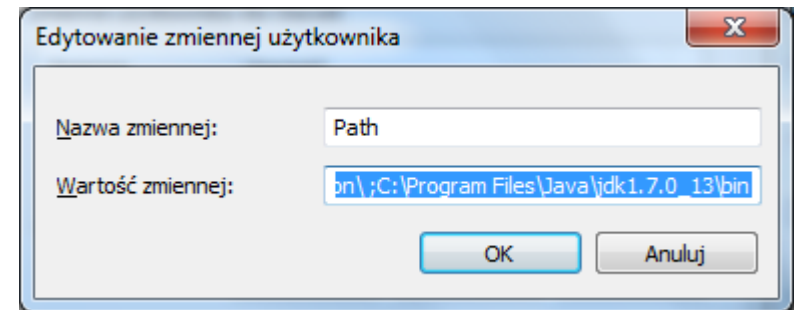 Edytowanie zmiennej użytkownika
Nazwa zmiennej: Path
Wartość zmiennej: on\ ;C:\Program Files\Java\jdk1.7.0_13\bin
OK Anuluj